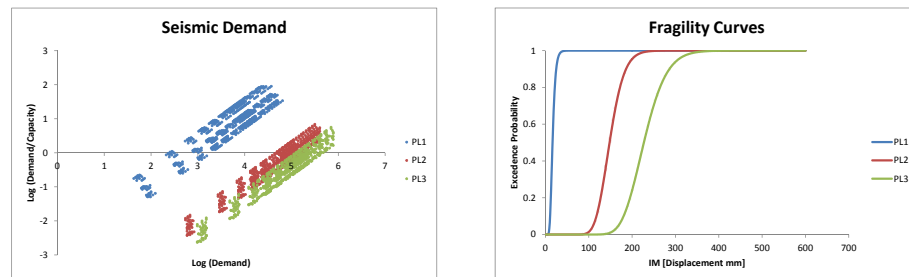 Seismic Demand
3
2
1
0
-1
-2
-3
0 1 2 3 4 5 6 7
Log (Demand/Capacity)
Log (Demand)
PL1
PL2
PL3
Fragility Curves
1
0.8
0.6
0.4
0.2
0
0 100 200 300 400 500 600 700
Excedence Probability
IM [Displacement mm]
PL1
PL2
PL3